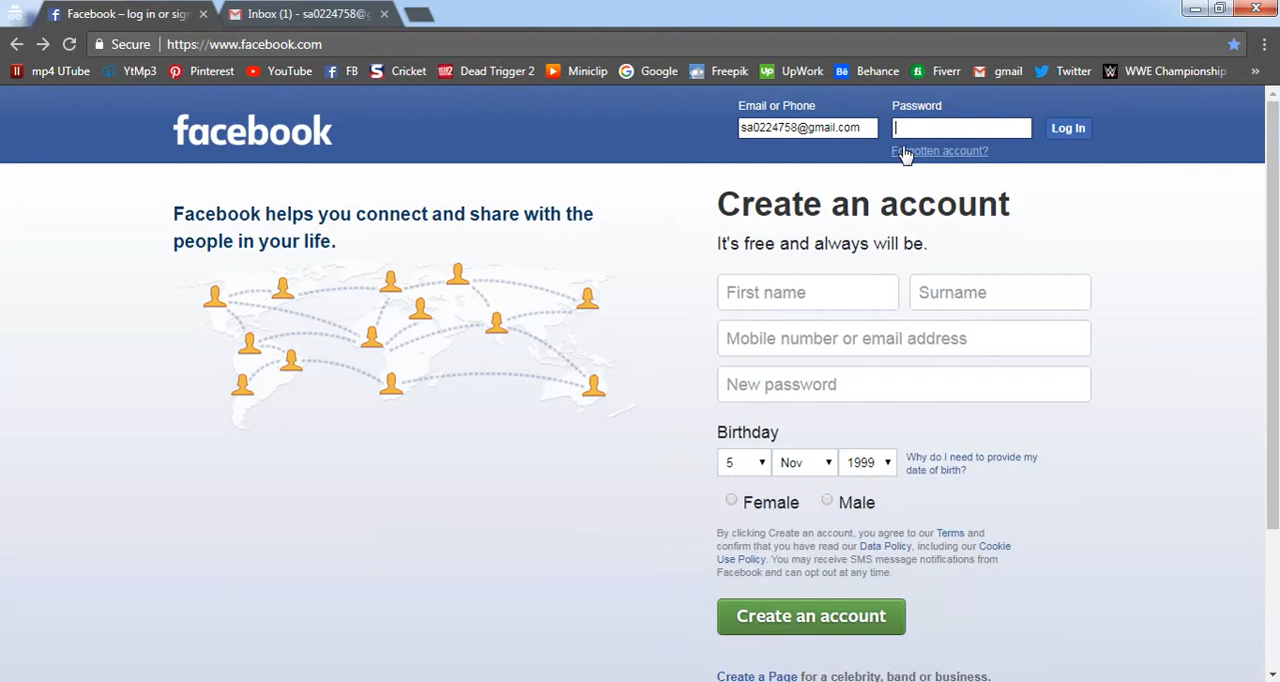 Facebook – log in or sign
Inbox (1) - sa0224758@g
Secure
https://www.facebook.com
mp4 UTube
YtMp3
Pinterest
YouTube
FB
Cricket
Dead Trigger 2
Miniclip
Google
Freepik
UpWork
Behance
Fiverr
gmail
Twitter
WWE Championship
»
facebook
Email or Phone
Password
sa0224758@gmail.com
Log In
Forgotten account?
Facebook helps you connect and share with the
people in your life.
Create an account
It's free and always will be.
First name
Surname
Mobile number or email address
New password
Birthday
5
Nov
1999
Why do I need to provide my
date of birth?
Female
Male
By clicking Create an account, you agree to our Terms and
confirm that you have read our Data Policy, including our Cookie
Use Policy. You may receive SMS message notifications from
Facebook and can opt out at any time.
Create an account
Create a Page for a celebrity, band or business.